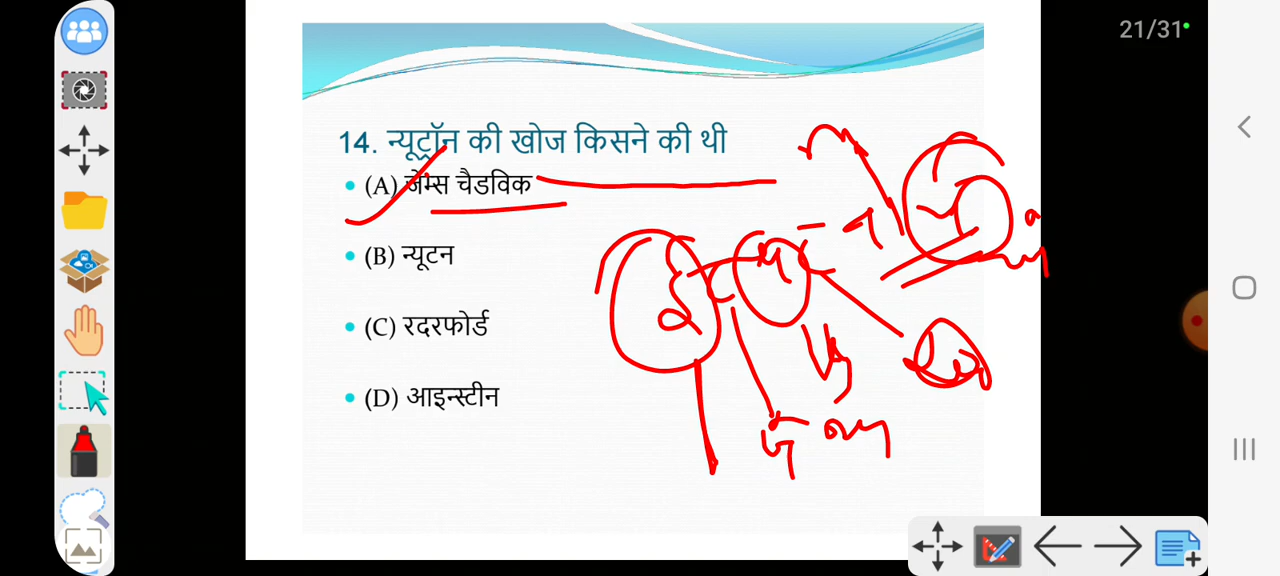 21/31
14. न्यूट्रॉन की खोज किसने की थी
(A) जेम्स चैडविक
(B) न्यूटन
(C) रदरफोर्ड
(D) आइन्स्टीन